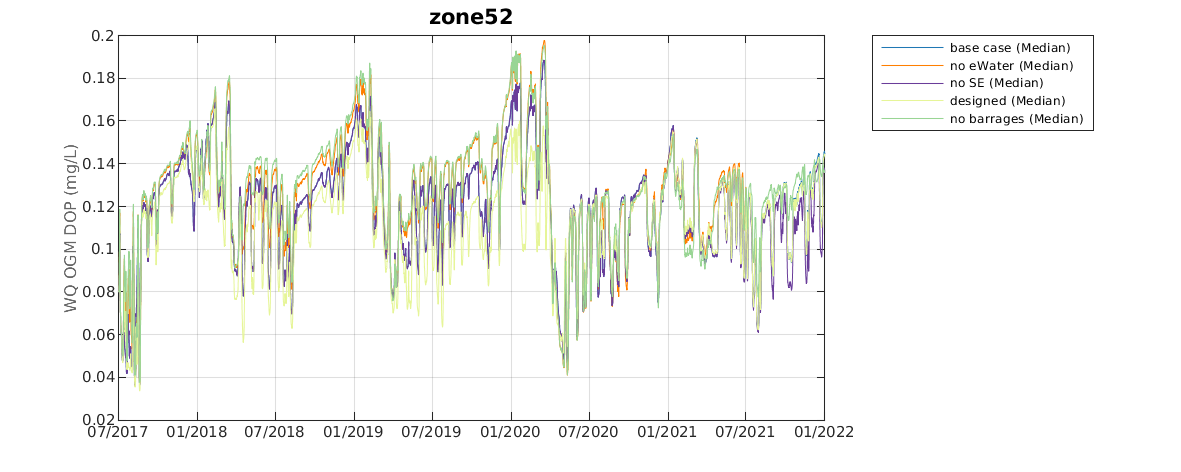 zone52
WQ OGM DOP (mg/L)
0.2
0.18
0.16
0.14
0.12
0.1
0.08
0.06
0.04
0.02
07/2017 01/2018 07/2018 01/2019 07/2019 01/2020 07/2020 01/2021 07/2021 01/2022
base case (Median)
no eWater (Median)
no SE (Median)
designed (Median)
no barrages (Median)